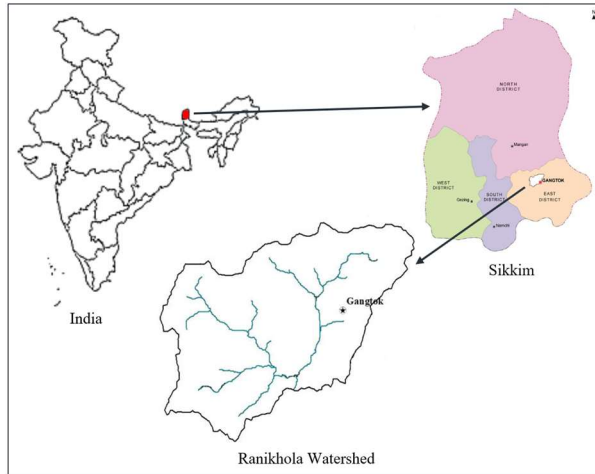 NORTH
DISTRICT
Mangan
WEST
DISTRICT
GANGTOK
Gezing
SOUTH
DISTRICT
EAST
DISTRICT
Namchi
Sikkim
India
Gangtok
Ranikhola Watershed